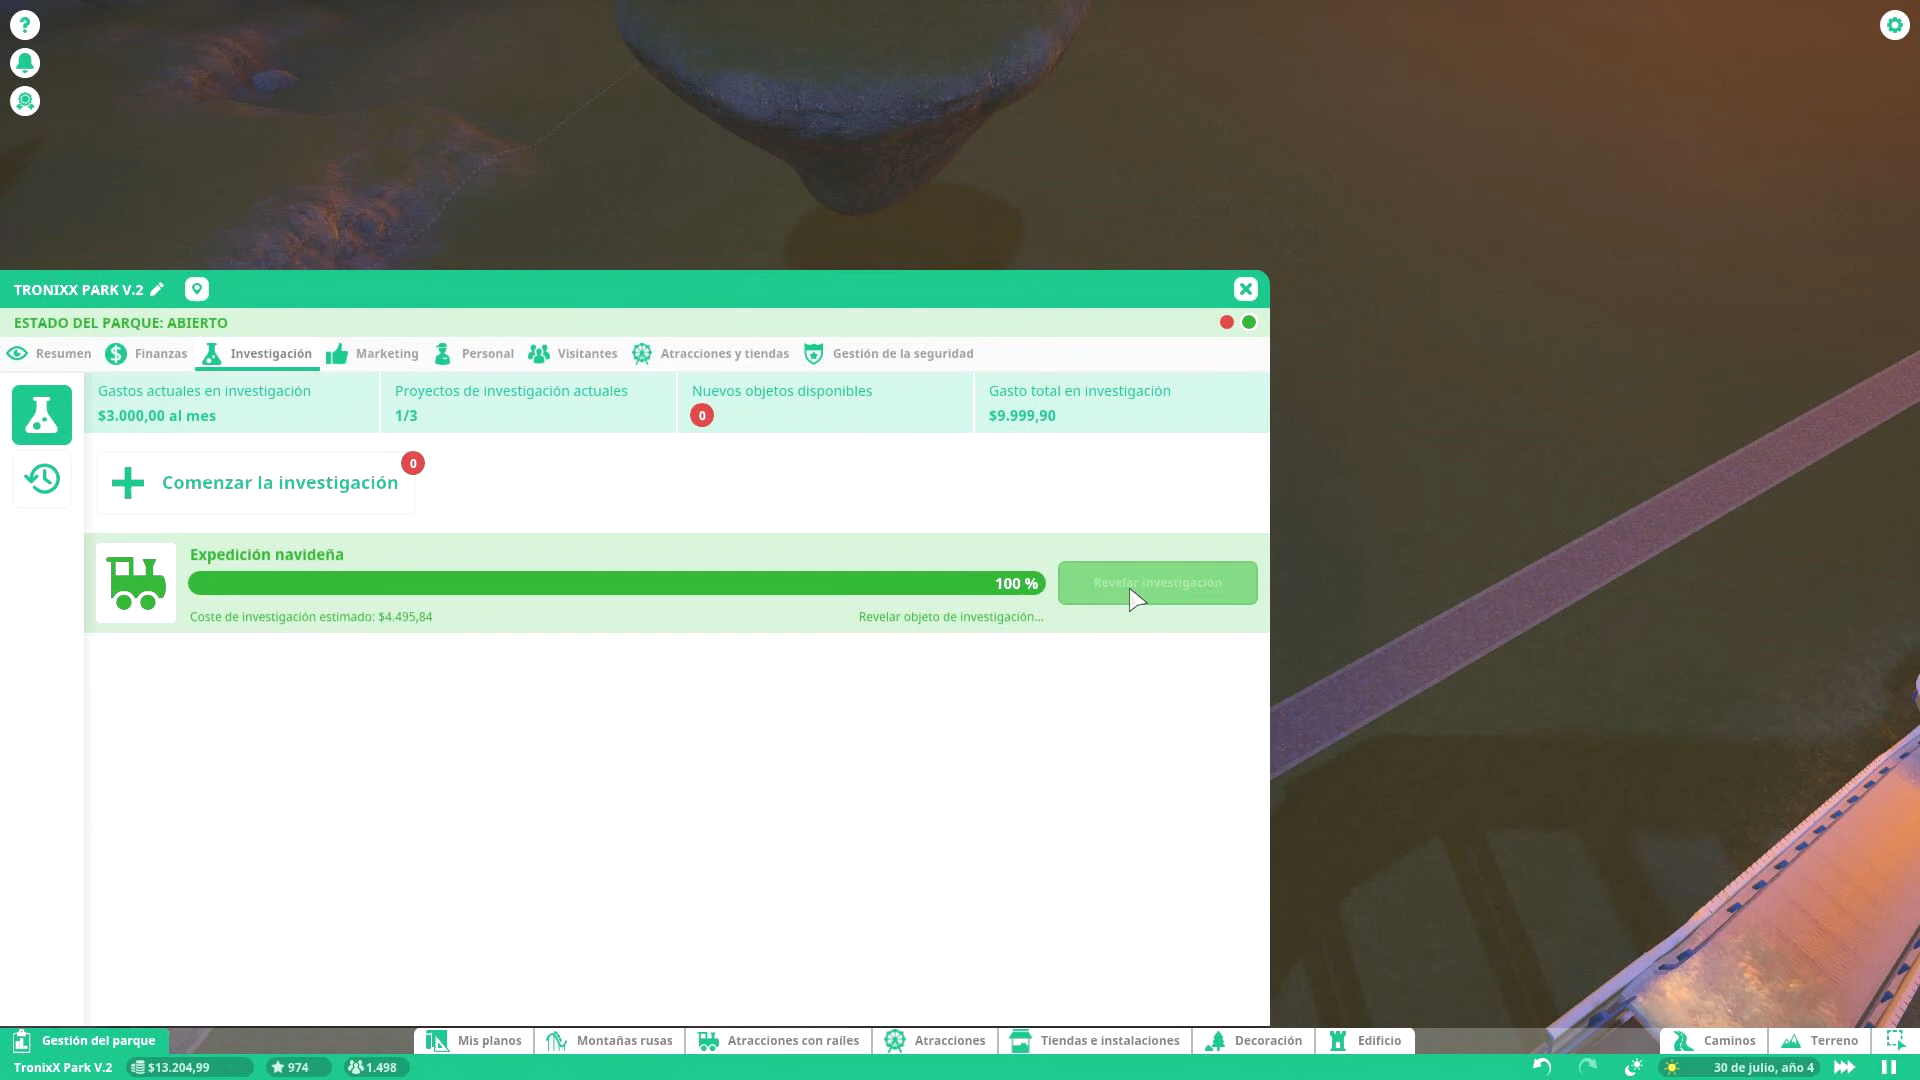 TRONIXX PARK V.2
ESTADO DEL PARQUE: ABIERTO
Resumen
Finanzas
Investigación
Marketing
Personal
Visitantes
Atracciones y tiendas
Gestión de la seguridad
Gastos actuales en investigación
$3.000,00 al mes
Proyectos de investigación actuales
1/3
Nuevos objetos disponibles
0
Gasto total en investigación
$9.999,90
Comenzar la investigación
0
Expedición navideña
100 %
Revelar investigación
Coste de investigación estimado: $4.495,84
Revelar objeto de investigación...
Gestión del parque
Mis planos
Montañas rusas
Atracciones con raíles
Atracciones
Tiendas e instalaciones
Decoración
Edificio
Caminos
Terreno
TronixX Park V.2
$13.204,99
974
1.498
30 de julio, año 4